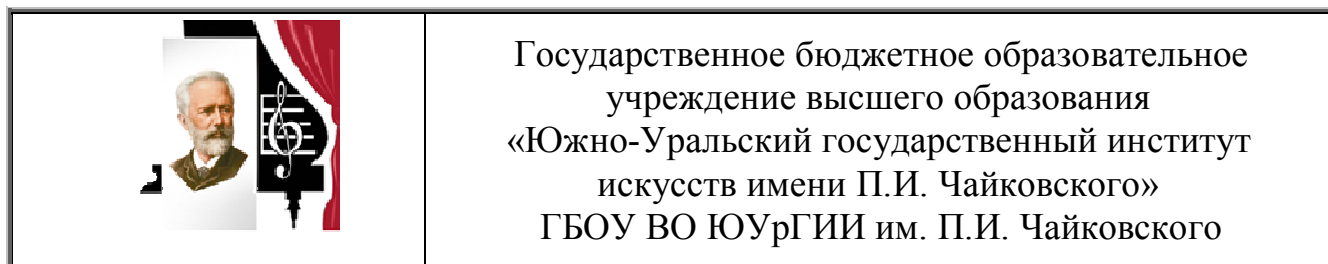 Государственное бюджетное образовательное
учреждение высшего образования
«Южно-Уральский государственный институт
искусств имени П.И. Чайковского»
ГБОУ ВО ЮУрГИИ им. П.И. Чайковского